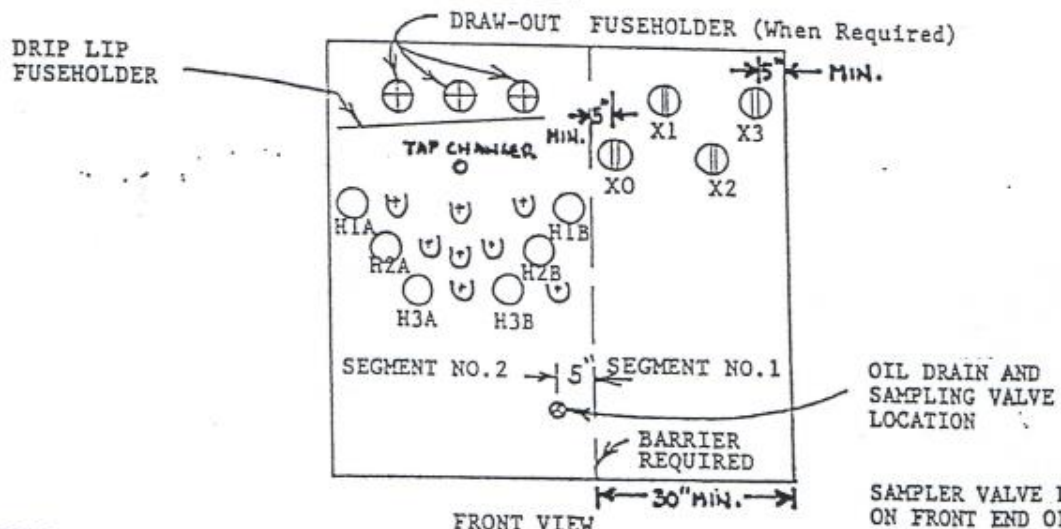 DRAW-OUT FUSEHOLDER (When Required)
DRIP LIP
FUSEHOLDER
5" MIN.
5"
MIN.
X1
X3
TAP CHANGER
X0
X2
H1A
H1B
H2A
H2B
H3A
H3B
SEGMENT NO.2
5"
SEGMENT NO.1
OIL DRAIN AND
SAMPLING VALVE
LOCATION
BARRIER
REQUIRED
30" MIN.
SAMPLER VALVE
ON FRONT END
FRONT VIEW